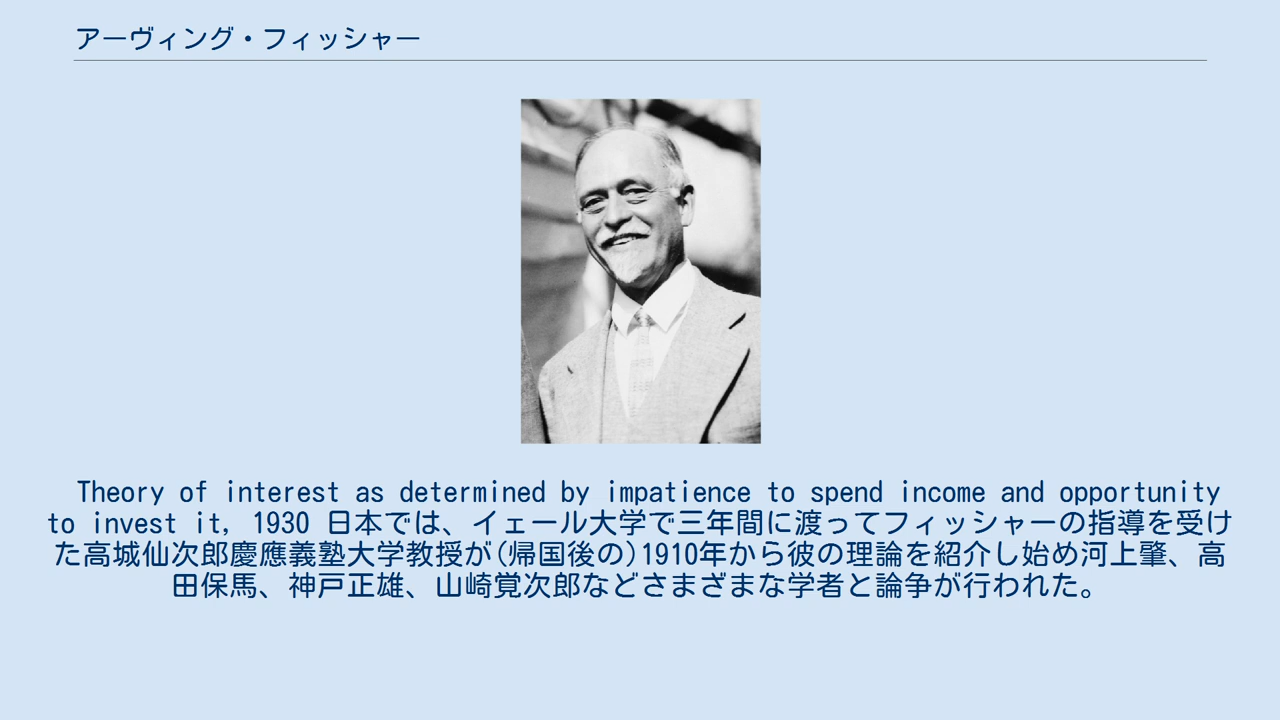 アーヴィング・フィッシャー
Theory of interest as determined by impatience to spend income and opportunity
to invest it, 1930 日本では、イェール大学で三年間に渡ってフィッシャーの指導を受け
た高城仙次郎慶應義塾大学教授が(帰国後の)1910年から彼の理論を紹介し始め河上肇、高
田保馬、神戸正雄、山崎覚次郎などさまざまな学者と論争が行われた。